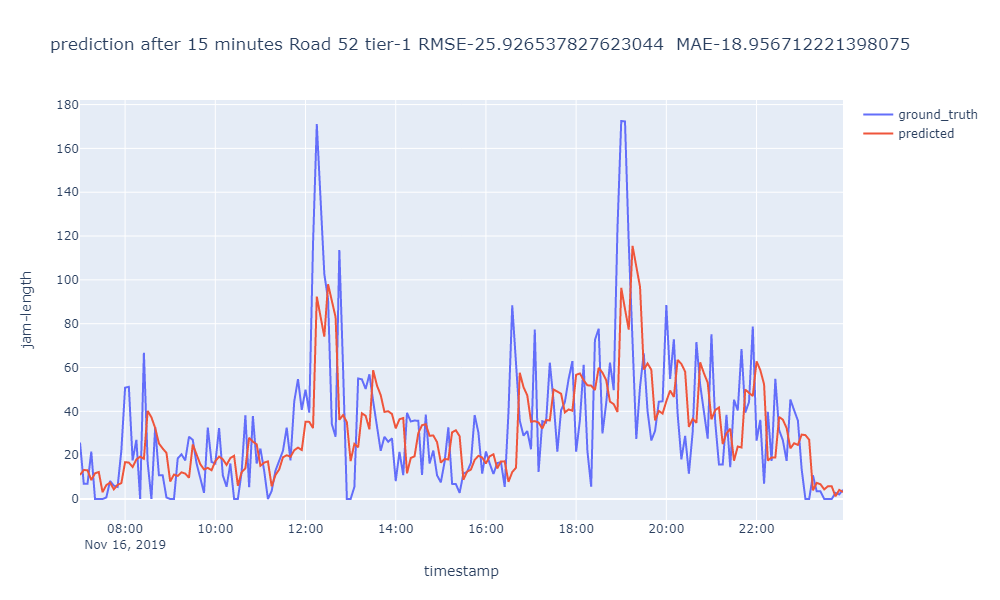 prediction after 15 minutes Road 52 tier-1 RMSE-25.926537827623044  MAE-18.956712221398075
ground_truth
predicted
jam-length
180
160
140
120
100
80
60
40
20
0
08:00 10:00 12:00 14:00 16:00 18:00 20:00 22:00
Nov 16, 2019
timestamp